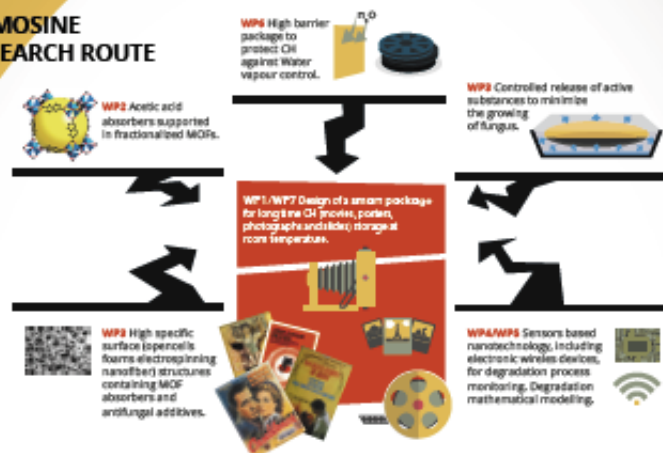 MOSINE
EARCH ROUTE
WP6 High barrier
package to
protect CH
against Water
vapour control.
H₂O
WP2 Acetic acid
absorbers supported
in fractionalized MOFs.
WP3 Controlled release of active
substances to minimize
the growing
of fungus.
WP1/WP7 Design of a smart package
for long time CH (movies, posters,
photographs and slides) storage at
room temperature.
WP3 High specific
surface (opencells
foams electrospinning
nanofiber) structures
containing MOF
absorbers and
antifungal additives.
WP4/WP5 Sensors based
nanotechnology, including
electronic wireless devices,
for degradation process
monitoring. Degradation
mathematical modelling.